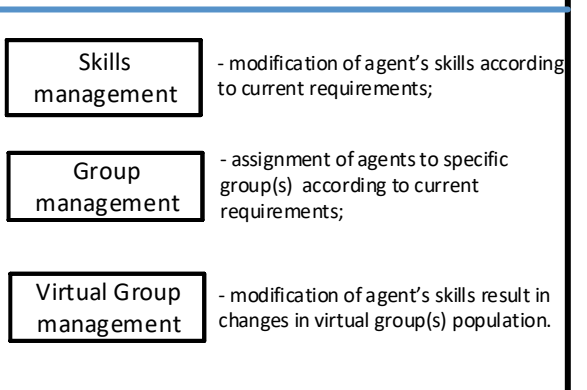 Skills
management
- modification of agent's skills according
to current requirements;
Group
management
- assignment of agents to specific
group(s) according to current
requirements;
Virtual Group
management
- modification of agent's skills result in
changes in virtual group(s) population.